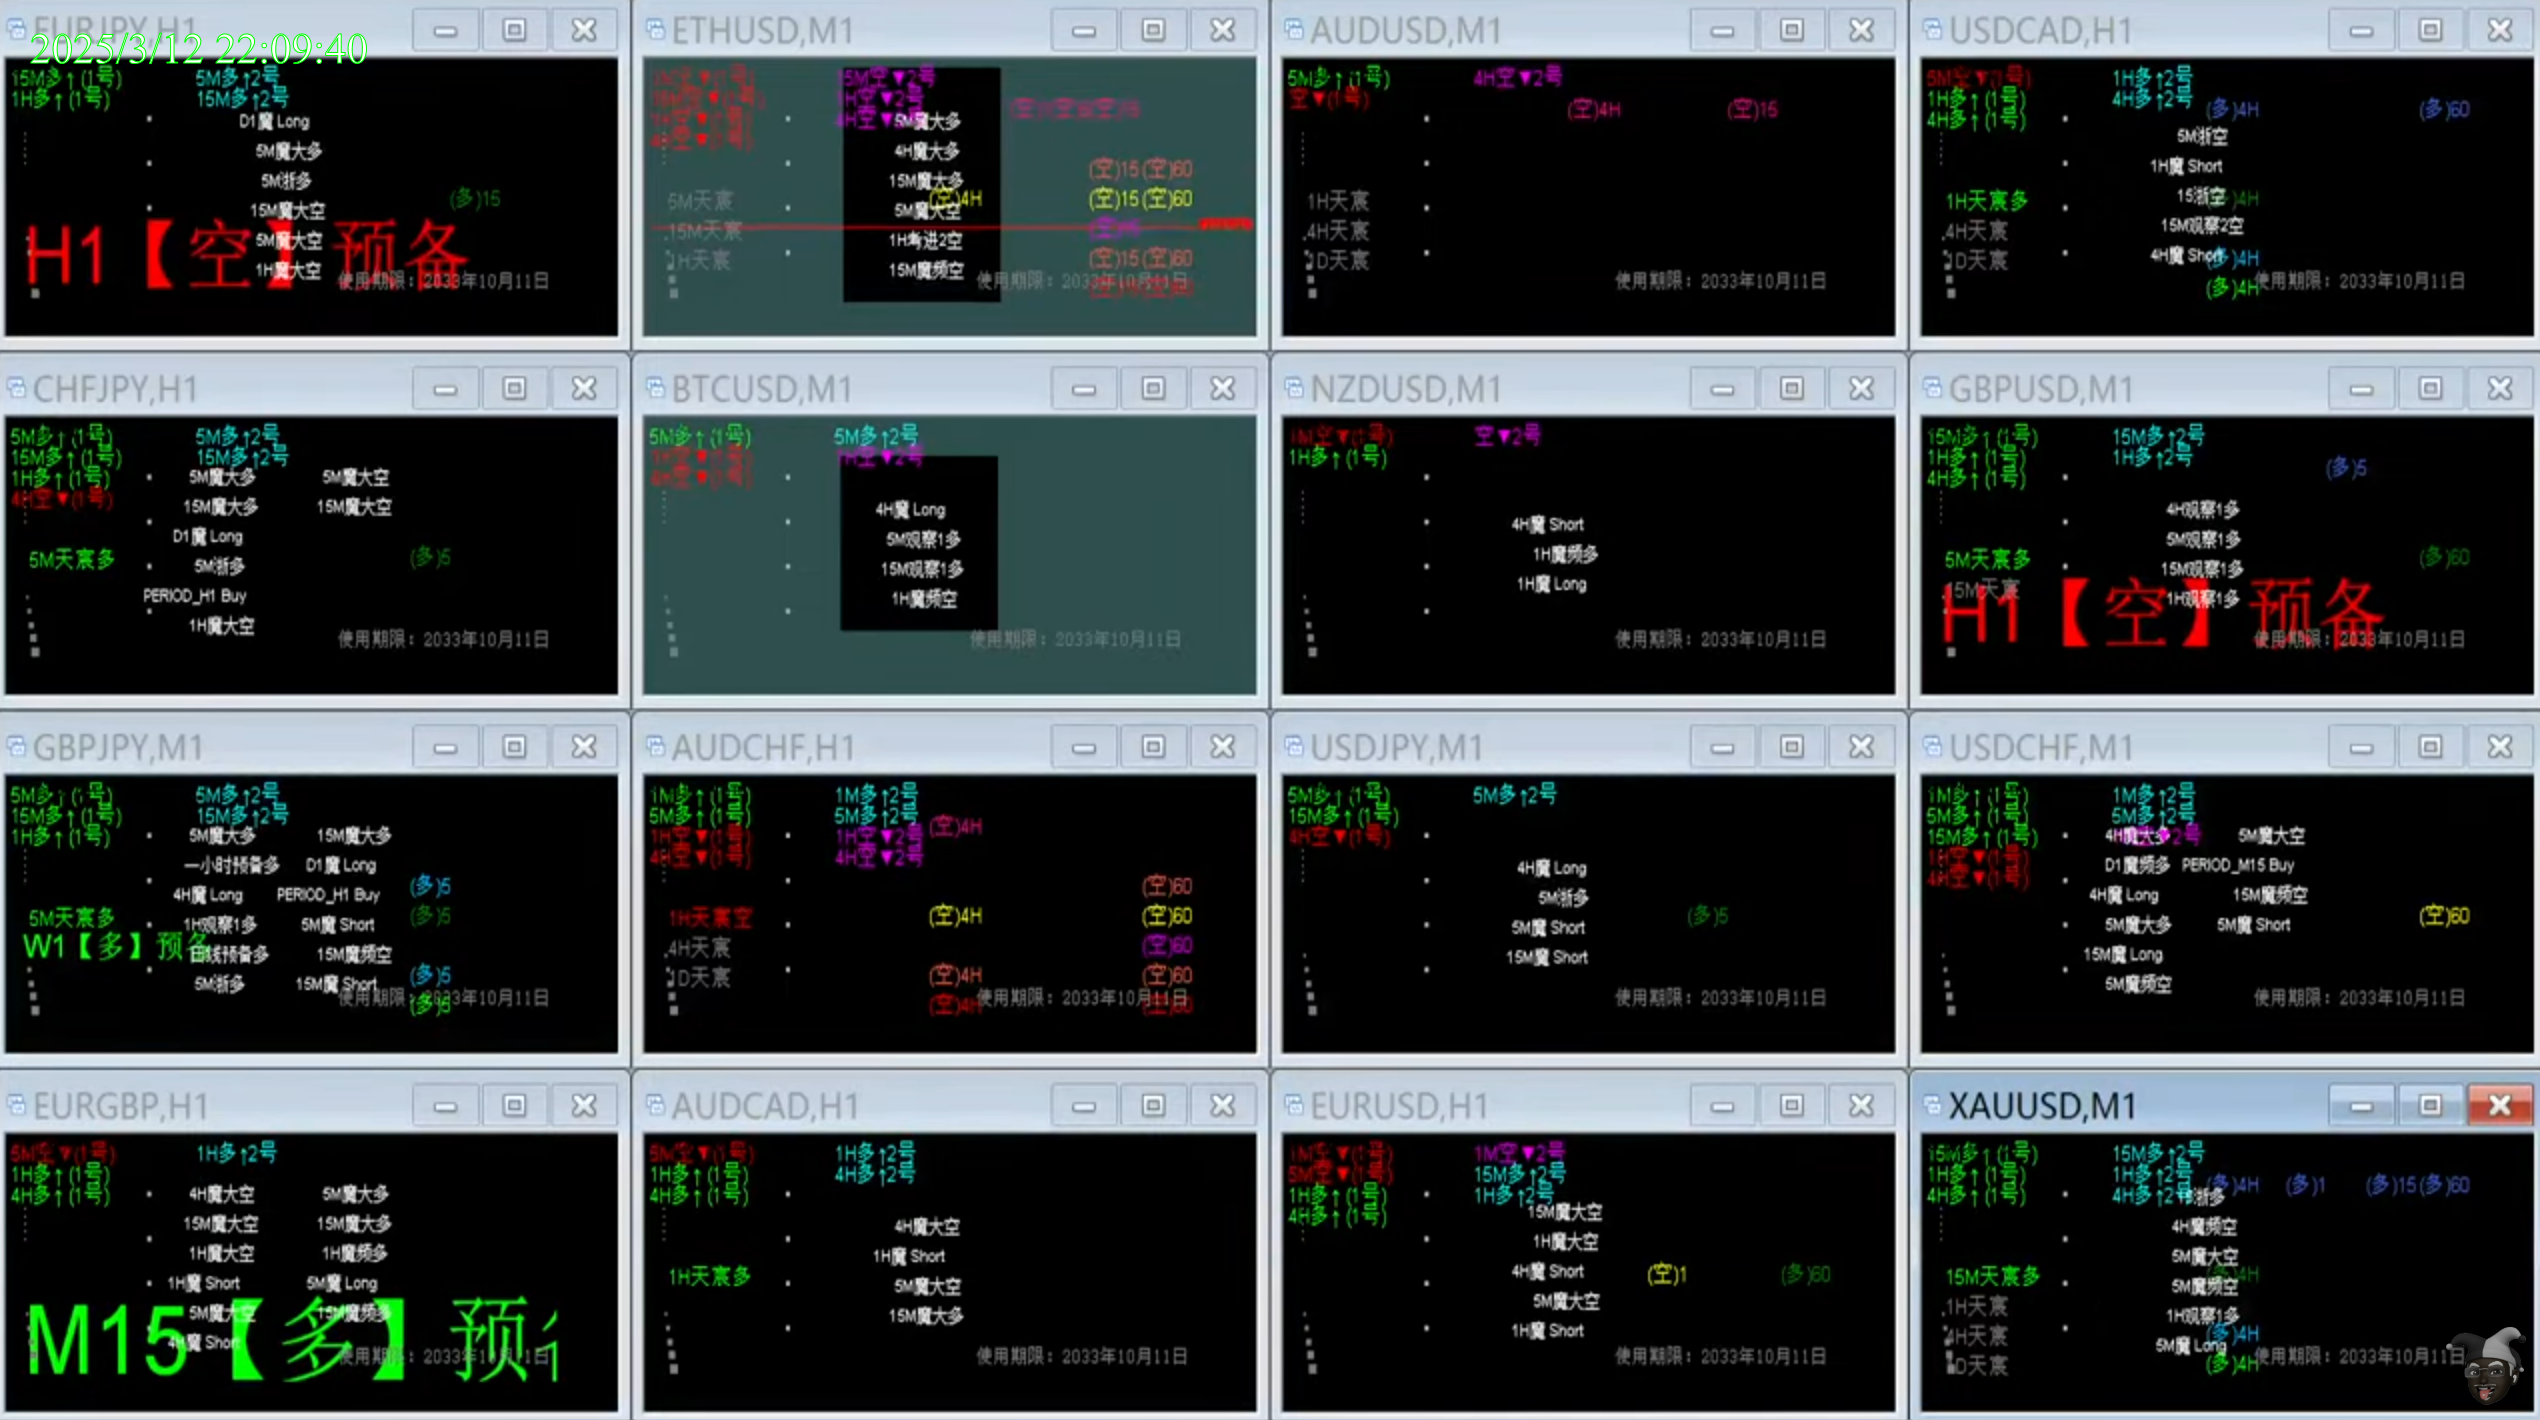 EURJPY,H1
2025/3/12 22:09:40
15M多↑(1号) 5M多↑2号
1H多↑(1号) 15M多↑2号
D1魔 Long
5M魔大多
5M浙多
(多)15
15M魔大空
5M魔大空
H1【空】预备
1H魔大空
使用期限：2033年10月11日
ETHUSD,M1
15M空▼2号
1H空▼2号
4H空▼2号
5M魔大多
4H魔大多
15M魔大多
(空)15 (空)60
5M天宸
(空)4H
(空)15 (空)60
5M魔大空
15M天宸
1H考进2空
1H天宸
(空)15 (空)60
15M魔频空
使用期限：2033年10月11日
AUDUSD,M1
5M多↑(1号) 4H空▼2号
空▼(1号)
(空)4H (空)15
1H天宸
4H天宸
1D天宸
使用期限：2033年10月11日
USDCAD,H1
5M空▼(1号) 1H多↑2号
1H多↑(1号) 4H多↑2号
4H多↑(1号) (多)4H (多)60
5M浙空
1H魔 Short
1H天宸多 15浙空
4H天宸 15M观察2空
1D天宸 4H魔 Short (多)4H
(多)4H 使用期限：2033年10月11日
CHFJPY,H1
5M多↑(1号) 5M多↑2号
15M多↑(1号) 15M多↑2号
1H多↑(1号) 5M魔大多 5M魔大空
4H空▼(1号) 15M魔大多 15M魔大空
D1魔 Long
5M天宸多 5M浙多 (多)5
PERIOD_H1 Buy
1H魔大空
使用期限：2033年10月11日
BTCUSD,M1
5M多↑(1号) 5M多↑2号
1H空▼(1号) 1H空▼2号
4H空▼(1号)
4H魔 Long
5M观察1多
15M观察1多
1H魔频空
使用期限：2033年10月11日
NZDUSD,M1
1M空▼(1号) 空▼2号
1H多↑(1号)
4H魔 Short
1H魔频多
1H魔 Long
使用期限：2033年10月11日
GBPUSD,M1
15M多↑(1号) 15M多↑2号
1H多↑(1号) 1H多↑2号
4H多↑(1号) (多)5
4H观察1多
5M观察1多
5M天宸多 15M观察1多 (多)60
15M天宸
1H观察1多
H1【空】预备
使用期限：2033年10月11日
GBPJPY,M1
5M多↑(1号) 5M多↑2号
15M多↑(1号) 15M多↑2号
1H多↑(1号) 5M魔大多 15M魔大多
一小时预备多 D1魔 Long
4H魔 Long PERIOD_H1 Buy (多)5
5M天宸多 1H观察1多 5M魔 Short (多)5
W1【多】预备 日线预备多 15M魔频空
5M浙多 15M魔 Short (多)5
(多)5 使用期限：2033年10月11日
AUDCHF,H1
1M多↑(1号) 1M多↑2号
5M多↑(1号) 5M多↑2号
1H空▼(1号) 1H空▼2号 (空)4H
4H空▼(1号) 4H空▼2号
(空)60
1H天宸空 (空)4H (空)60
4H天宸 (空)60
1D天宸 (空)4H (空)60
(空)4H (空)60
使用期限：2033年10月11日
USDJPY,M1
5M多↑(1号) 5M多↑2号
15M多↑(1号)
4H空▼(1号)
4H魔 Long
5M浙多
5M魔 Short (多)5
15M魔 Short
使用期限：2033年10月11日
USDCHF,M1
1M多↑(1号) 1M多↑2号
5M多↑(1号) 5M多↑2号
15M多↑(1号) 4H魔大多 5M魔大空
1H空▼(1号) D1魔频多 PERIOD_M15 Buy
4H空▼(1号) 4H魔 Long 15M魔频空
5M魔大多 5M魔 Short (空)60
15M魔 Long
5M魔频空
使用期限：2033年10月11日
EURGBP,H1
5M空▼(1号) 1H多↑2号
1H多↑(1号)
4H多↑(1号) 4H魔大空 5M魔大多
15M魔大空 15M魔大多
1H魔大空 1H魔频多
1H魔 Short 5M魔 Long
5M魔大空 15M魔频多
4H魔 Short
M15【多】预
使用期限：2033年10月11日
AUDCAD,H1
5M空▼(1号) 1H多↑2号
1H多↑(1号) 4H多↑2号
4H多↑(1号)
4H魔大空
1H魔 Short
1H天宸多 5M魔大空
15M魔大多
使用期限：2033年10月11日
EURUSD,H1
1M空▼(1号) 1M空▼2号
5M空▼(1号) 15M多↑2号
1H多↑(1号) 1H多↑2号
4H多↑(1号) 15M魔大空
1H魔大空
4H魔 Short (空)1 (多)60
5M魔大空
1H魔 Short
使用期限：2033年10月11日
XAUUSD,M1
15M多↑(1号) 15M多↑2号
1H多↑(1号) 1H多↑2号
4H多↑(1号) 4H多↑2号 (多)4H (多)1 (多)15 (多)60
4H魔频空
5M魔大空
15M天宸多 5M魔频空 (多)4H
1H天宸 1H观察1多
4H天宸 5M魔 Long (多)4H
1D天宸 (多)4H 使用期限：2033年10月11日